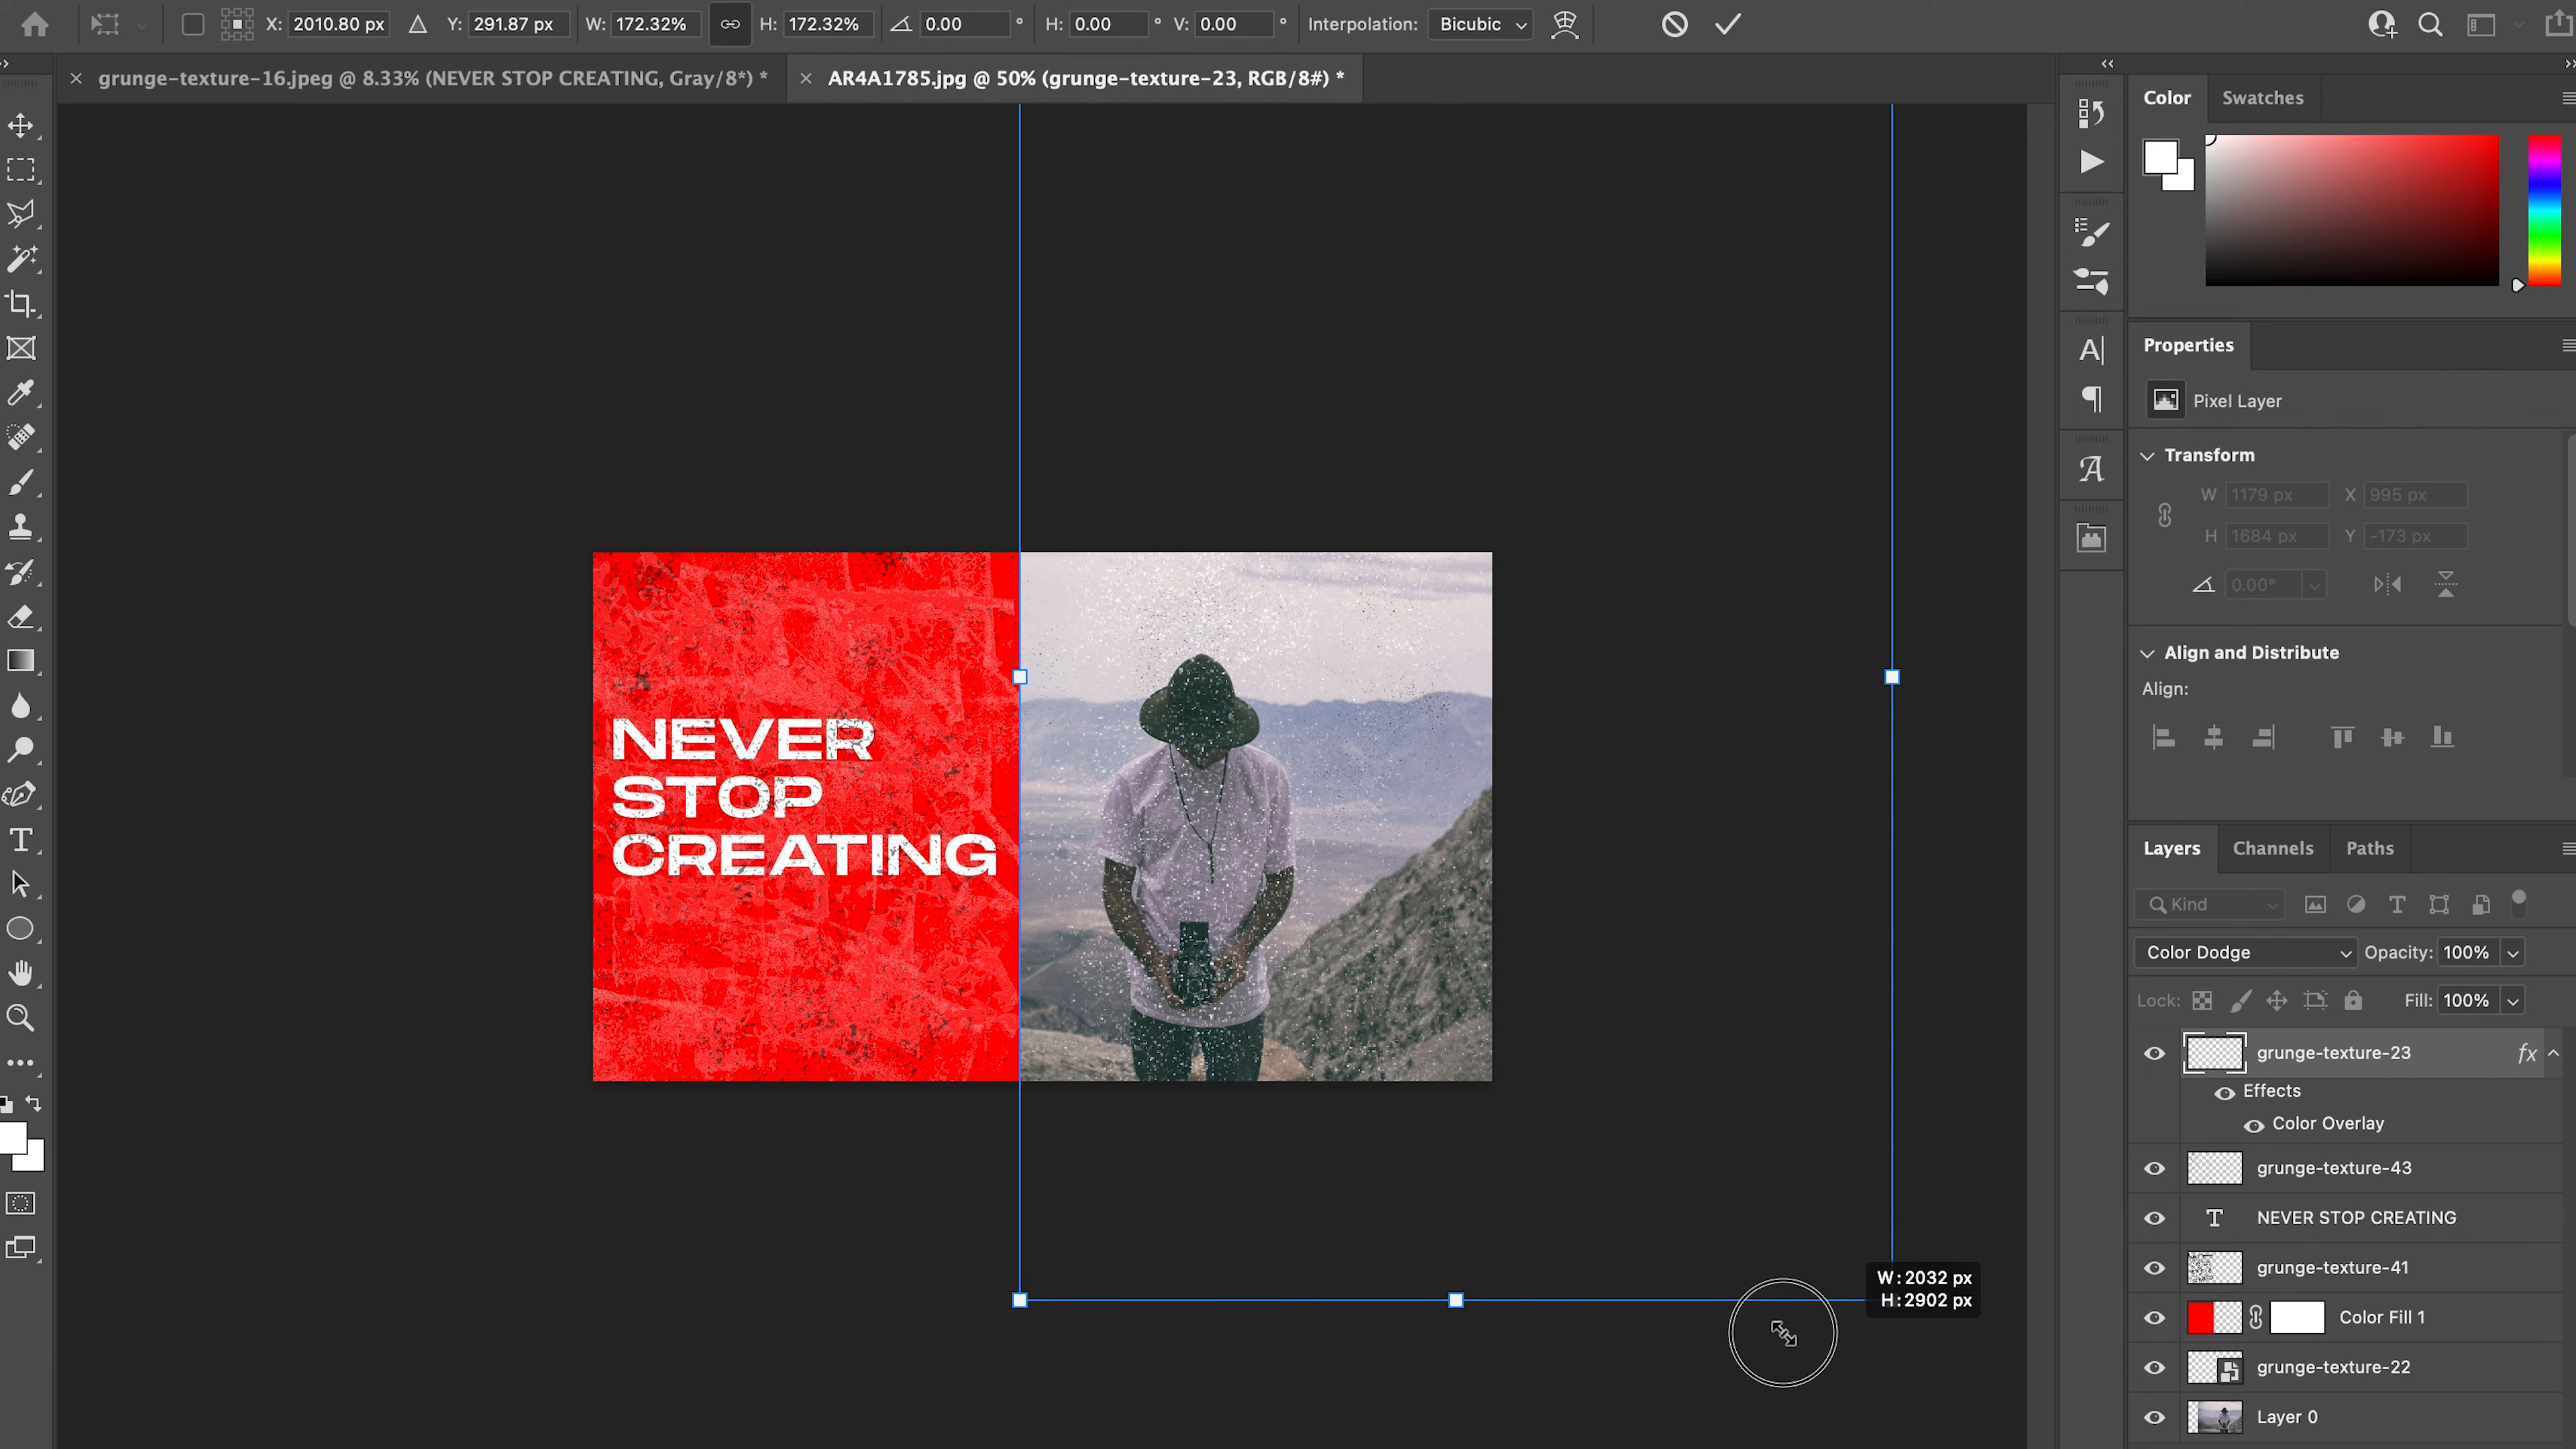 X: 2010.80 px Y: 291.87 px W: 172.32% H: 172.32% 0.00 ° H: 0.00 ° V: 0.00 ° Interpolation: Bicubic
× grunge-texture-16.jpeg @ 8.33% (NEVER STOP CREATING, Gray/8*) *
× AR4A1785.jpg @ 50% (grunge-texture-23, RGB/8#) *
NEVER
STOP
CREATING
W: 2032 px
H: 2902 px
Color Swatches
Properties
Pixel Layer
Transform
W 1179 px X 995 px
H 1684 px Y -173 px
0.00°
Align and Distribute
Align:
Layers Channels Paths
Kind
Color Dodge Opacity: 100%
Lock: Fill: 100%
grunge-texture-23 fx
Effects
Color Overlay
grunge-texture-43
T NEVER STOP CREATING
grunge-texture-41
Color Fill 1
grunge-texture-22
Layer 0